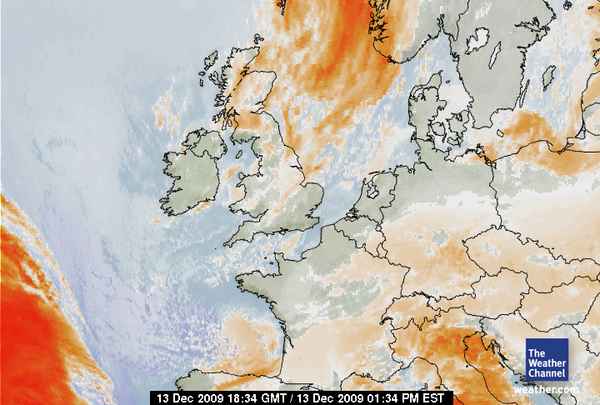 The
Weather
Channel
weather.com
13 Dec 2009 18:34 GMT / 13 Dec 2009 01:34 PM EST